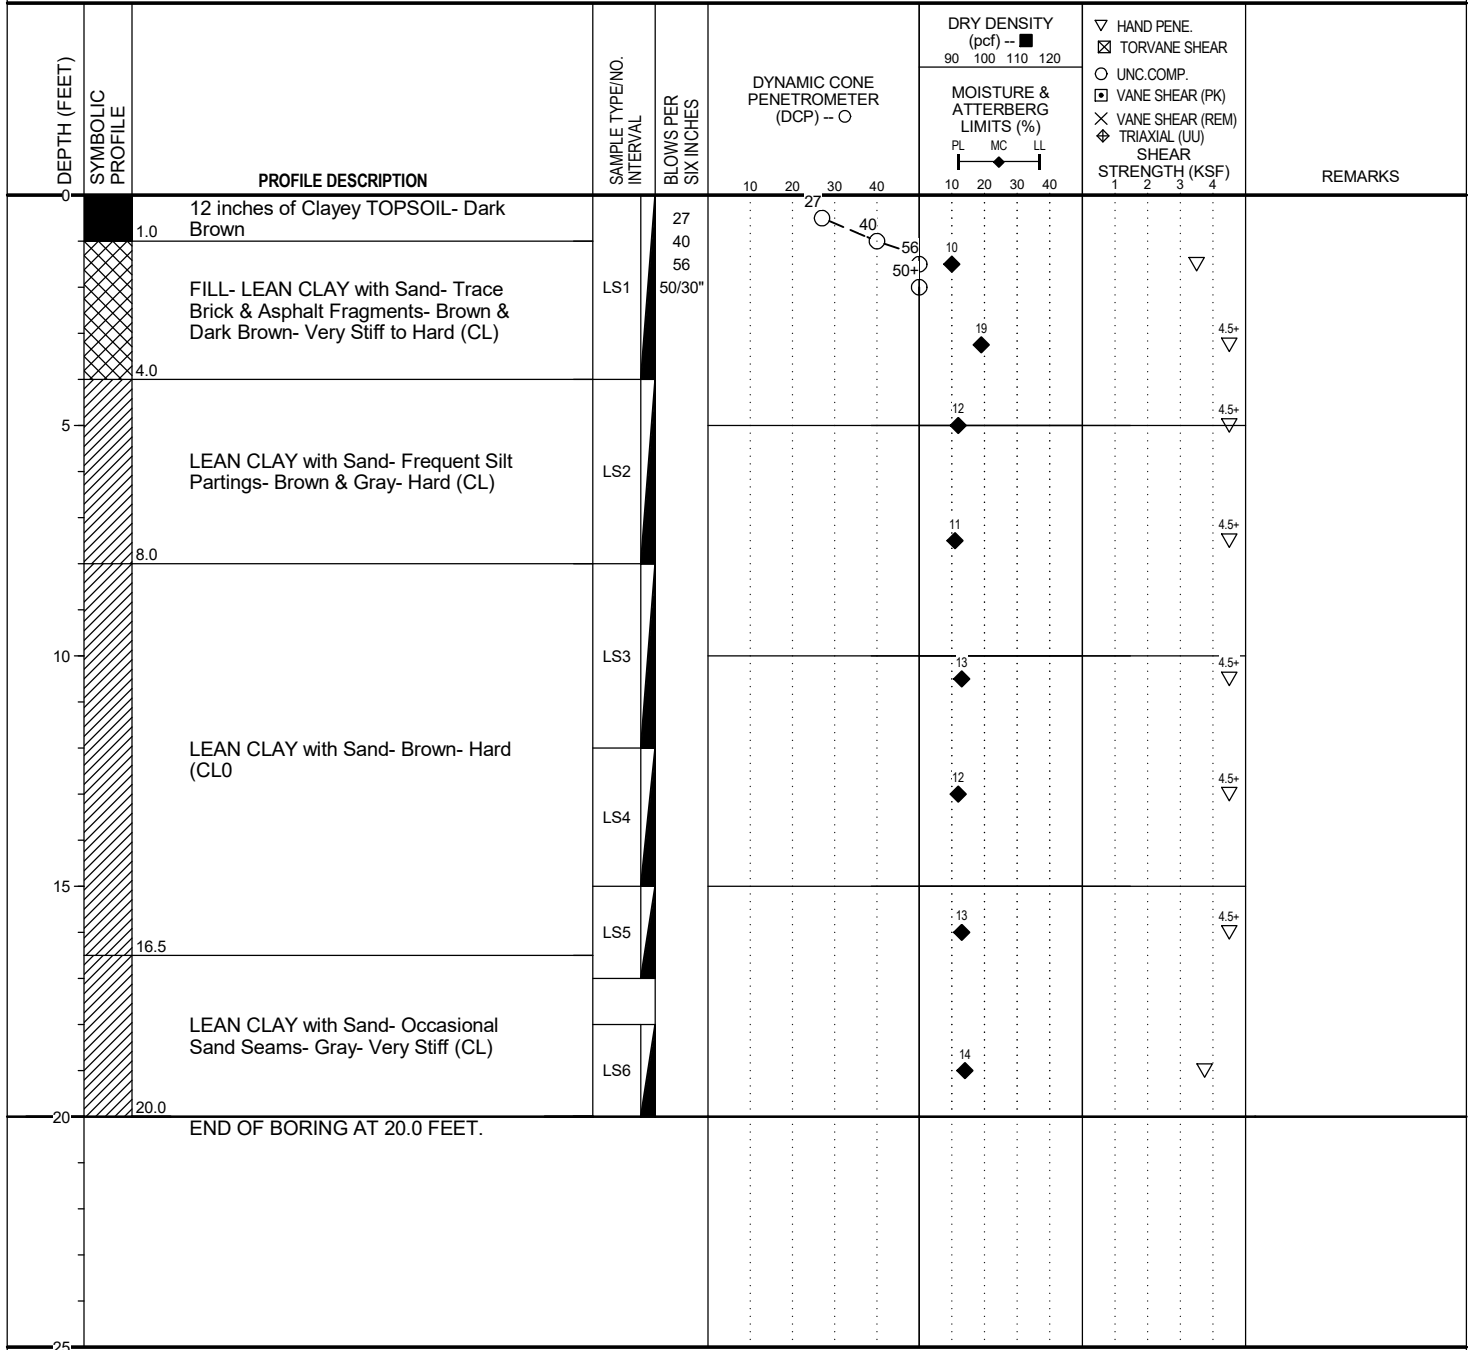 DEPTH (FEET)
SYMBOLIC
PROFILE
PROFILE DESCRIPTION
SAMPLE TYPE/NO.
INTERVAL
BLOWS PER
SIX INCHES
DYNAMIC CONE
PENETROMETER
(DCP) -- O
10 20 30 40
DRY DENSITY
(pcf) -- ■
90 100 110 120
MOISTURE &
ATTERBERG
LIMITS (%)
PL MC LL
10 20 30 40
HAND PENE.
TORVANE SHEAR
UNC.COMP.
VANE SHEAR (PK)
VANE SHEAR (REM)
TRIAXIAL (UU)
SHEAR
STRENGTH (KSF)
1 2 3 4
REMARKS
0
12 inches of Clayey TOPSOIL- Dark
Brown
1.0
27
40
56
50/30"
27
40
56
50+
10
LS1
FILL- LEAN CLAY with Sand- Trace
Brick & Asphalt Fragments- Brown &
Dark Brown- Very Stiff to Hard (CL)
19
4.5+
4.0
12
4.5+
5
LEAN CLAY with Sand- Frequent Silt
Partings- Brown & Gray- Hard (CL)
LS2
11
4.5+
8.0
10
LS3
13
4.5+
LEAN CLAY with Sand- Brown- Hard
(CL0
12
4.5+
LS4
15
13
4.5+
LS5
16.5
LEAN CLAY with Sand- Occasional
Sand Seams- Gray- Very Stiff (CL)
14
LS6
20.0
20
END OF BORING AT 20.0 FEET.
25